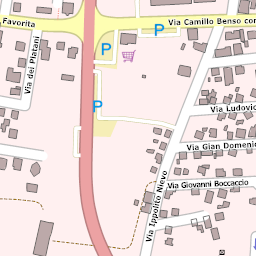 Favorita
Via Camillo Benso con
P
P
Via dei Platani
P
Via Ludovic
Via Gian Domenic
Via Giovanni Boccaccio
Via Ippolito Nievo